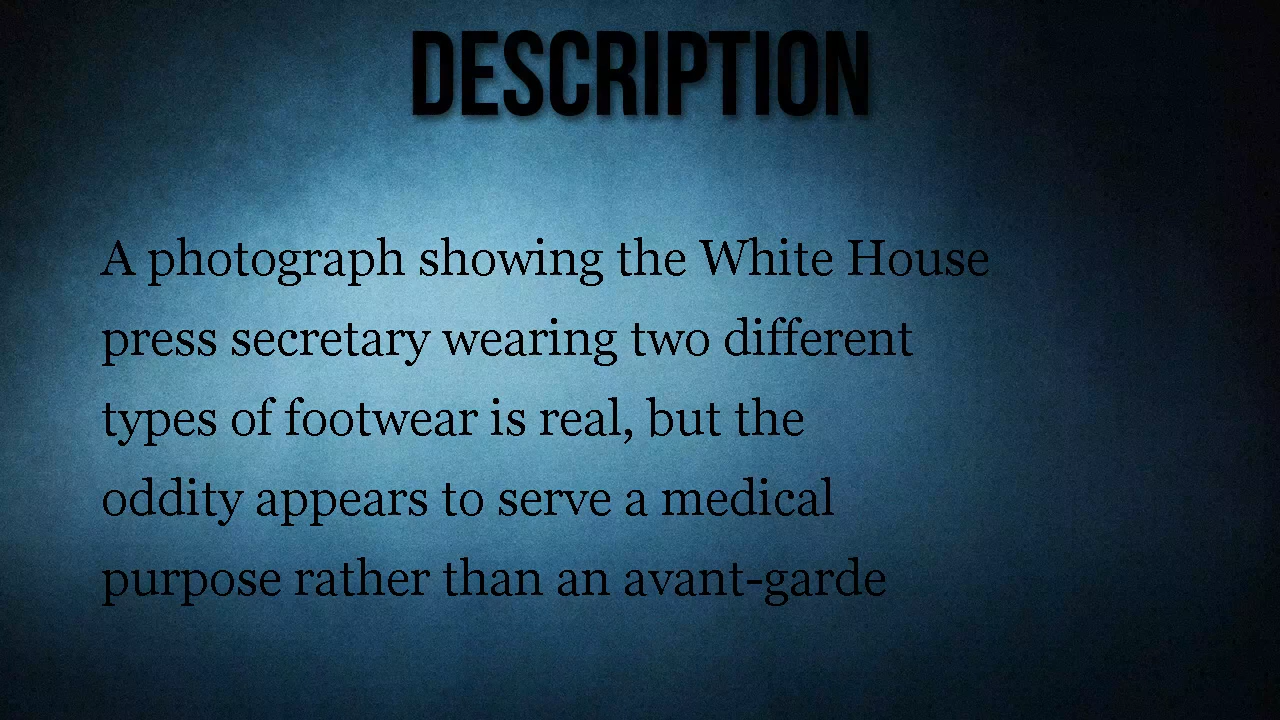 DESCRIPTION
A photograph showing the White House
press secretary wearing two different
types of footwear is real, but the
oddity appears to serve a medical
purpose rather than an avant-garde